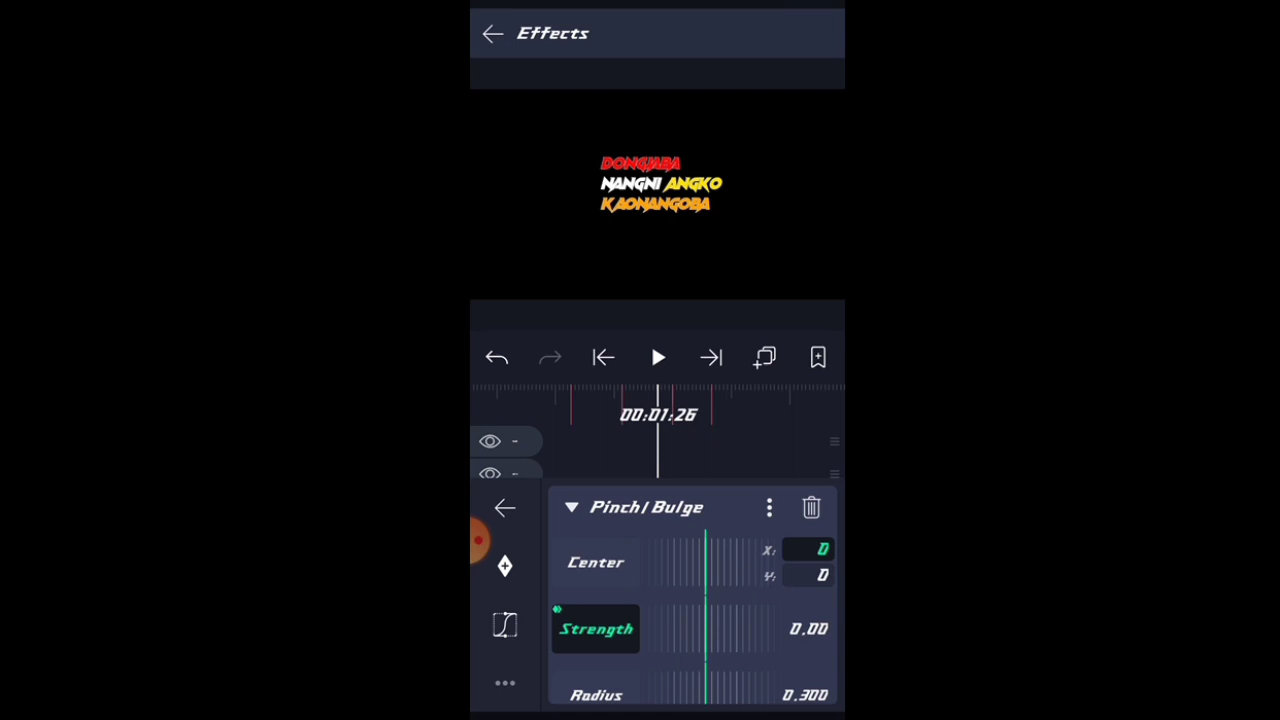 Effects
DONGJABA
NANGNI ANGKO
KAONANGOBA
00:01:26
Pinch/Bulge
Center
X: 0
Y: 0
Strength
0.00
Radius
0.300